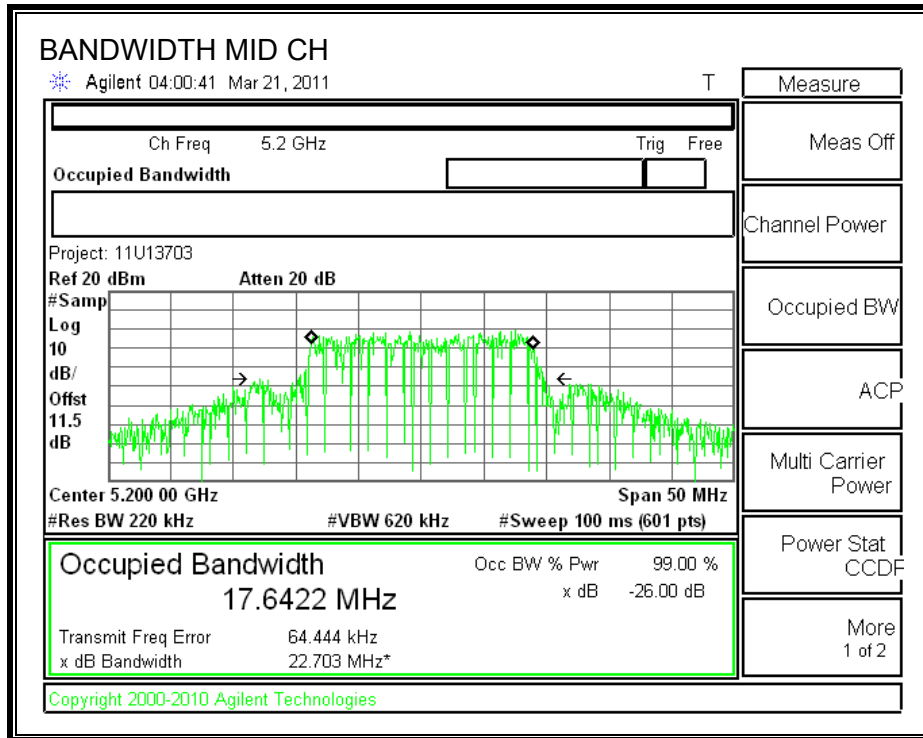 BANDWIDTH MID CH
Agilent 04:00:41 Mar 21, 2011 T
Measure
Ch Freq 5.2 GHz Trig Free
Meas Off
Occupied Bandwidth
Channel Power
Project: 11U13703
Ref 20 dBm Atten 20 dB
#Samp
Log
10
dB/
Offst
11.5
dB
Occupied BW
ACP
Multi Carrier
Power
Center 5.200 00 GHz Span 50 MHz
#Res BW 220 kHz #VBW 620 kHz #Sweep 100 ms (601 pts)
Power Stat
CCDF
Occupied Bandwidth Occ BW % Pwr 99.00 %
17.6422 MHz x dB -26.00 dB
Transmit Freq Error 64.444 kHz
x dB Bandwidth 22.703 MHz*
More
1 of 2
Copyright 2000-2010 Agilent Technologies